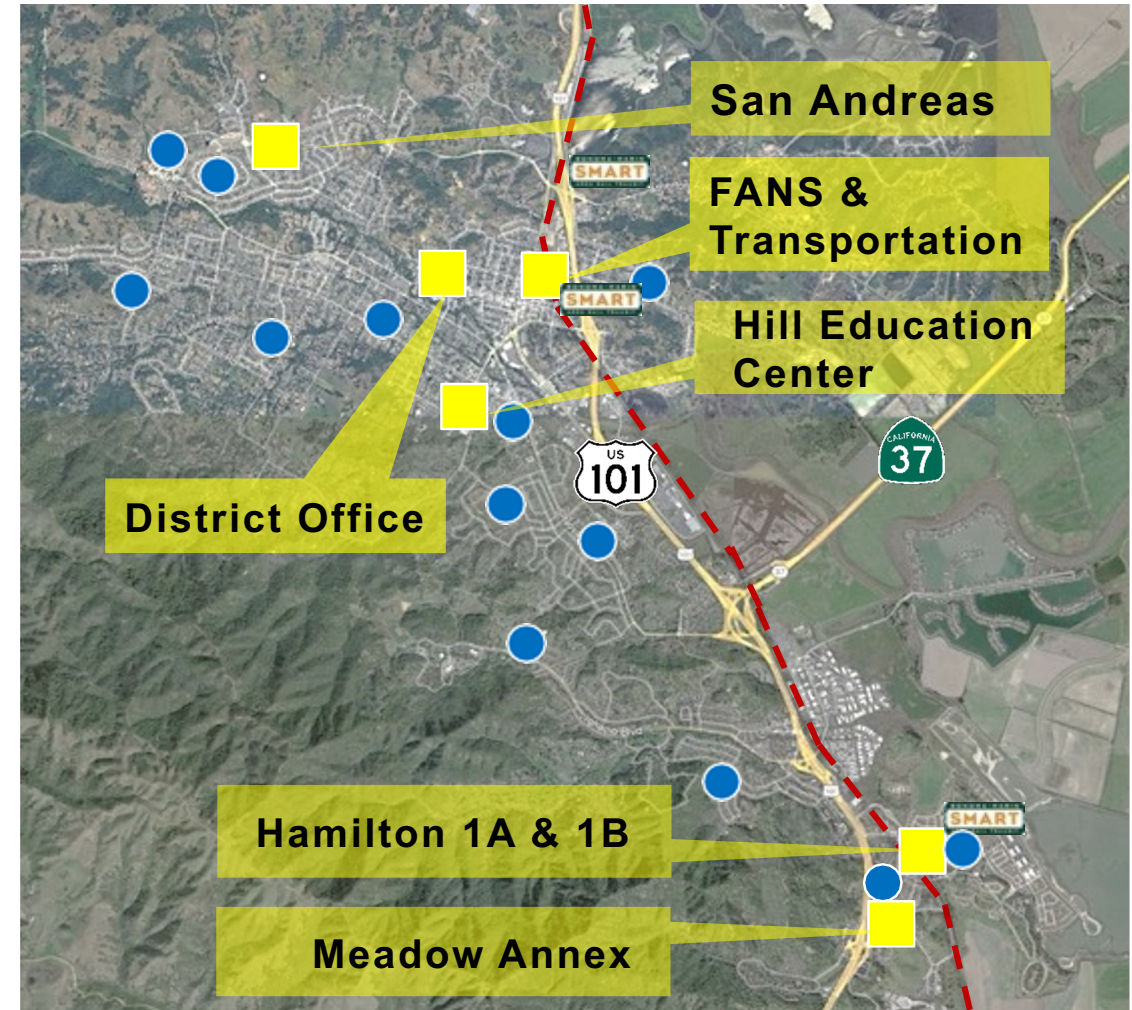 San Andreas
SMART
FANS &
Transportation
SMART
Hill Education
Center
CALIFORNIA
37
US
101
District Office
Hamilton 1A & 1B
SMART
Meadow Annex